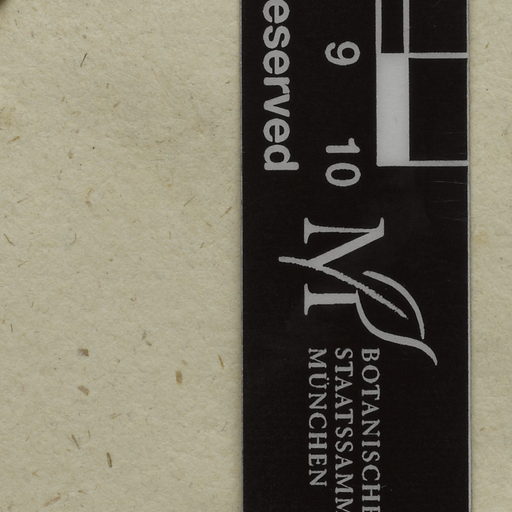 9 10
eserved
BOTANISCHE
STAATSSAMM
MÜNCHEN